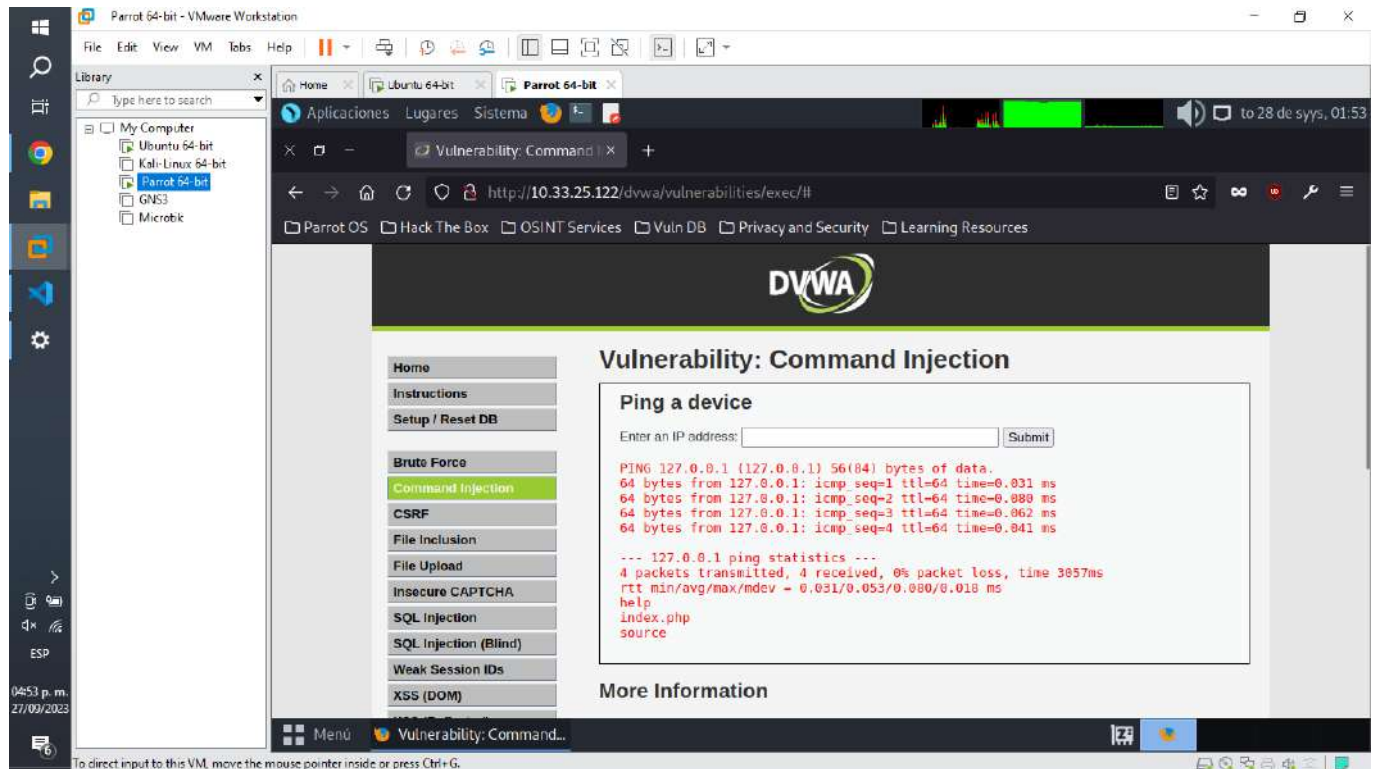 Parrot 64-bit - VMware Workstation
File Edit View VM Tabs Help
Library
Type here to search
My Computer
Ubuntu 64-bit
Kali-Linux 64-bit
Parrot 64-bit
GNS3
Microtik
Home
Ubuntu 64-bit
Parrot 64-bit
Aplicaciones Lugares Sistema
to 28 de syys, 01:53
Vulnerability: Command I
http://10.33.25.122/dvwa/vulnerabilities/exec/#
Parrot OS Hack The Box OSINT Services Vuln DB Privacy and Security Learning Resources
DVWA
Home
Instructions
Setup / Reset DB
Brute Force
Command Injection
CSRF
File Inclusion
File Upload
Insecure CAPTCHA
SQL Injection
SQL Injection (Blind)
Weak Session IDs
XSS (DOM)
Vulnerability: Command Injection
Ping a device
Enter an IP address: Submit
PING 127.0.0.1 (127.0.0.1) 56(84) bytes of data.
64 bytes from 127.0.0.1: icmp_seq=1 ttl=64 time=0.031 ms
64 bytes from 127.0.0.1: icmp_seq=2 ttl=64 time=0.080 ms
64 bytes from 127.0.0.1: icmp_seq=3 ttl=64 time=0.062 ms
64 bytes from 127.0.0.1: icmp_seq=4 ttl=64 time=0.041 ms
--- 127.0.0.1 ping statistics ---
4 packets transmitted, 4 received, 0% packet loss, time 3057ms
rtt min/avg/max/mdev = 0.031/0.053/0.080/0.018 ms
help
index.php
source
More Information
Menú Vulnerability: Command...
ESP
04:53 p. m.
27/09/2023
6
To direct input to this VM, move the mouse pointer inside or press Ctrl+G.